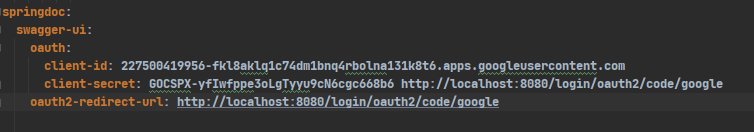 springdoc:
swagger-ui:
oauth:
client-id: 227500419956-fkl8aklq1c74dm1bnq4rbolna131k8t6.apps.googleusercontent.com
client-secret: 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 http://localhost:8080/login/oauth2/code/google
oauth2-redirect-url: http://localhost:8080/login/oauth2/code/google